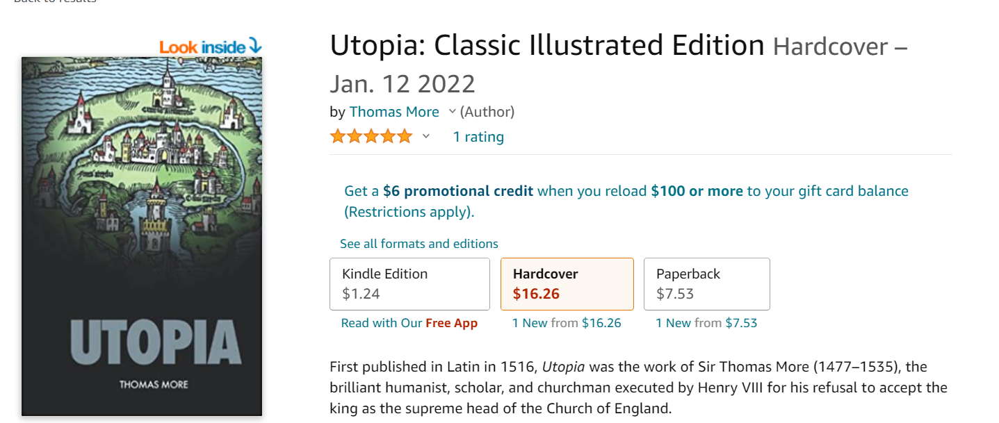 Back to results
Look inside
Utopia: Classic Illustrated Edition Hardcover –
Jan. 12 2022
by Thomas More (Author)
1 rating
Get a $6 promotional credit when you reload $100 or more to your gift card balance
(Restrictions apply).
See all formats and editions
Kindle Edition
$1.24
Read with Our Free App
Hardcover
$16.26
1 New from $16.26
Paperback
$7.53
1 New from $7.53
First published in Latin in 1516, Utopia was the work of Sir Thomas More (1477–1535), the
brilliant humanist, scholar, and churchman executed by Henry VIII for his refusal to accept the
king as the supreme head of the Church of England.
UTOPIA
THOMAS MORE